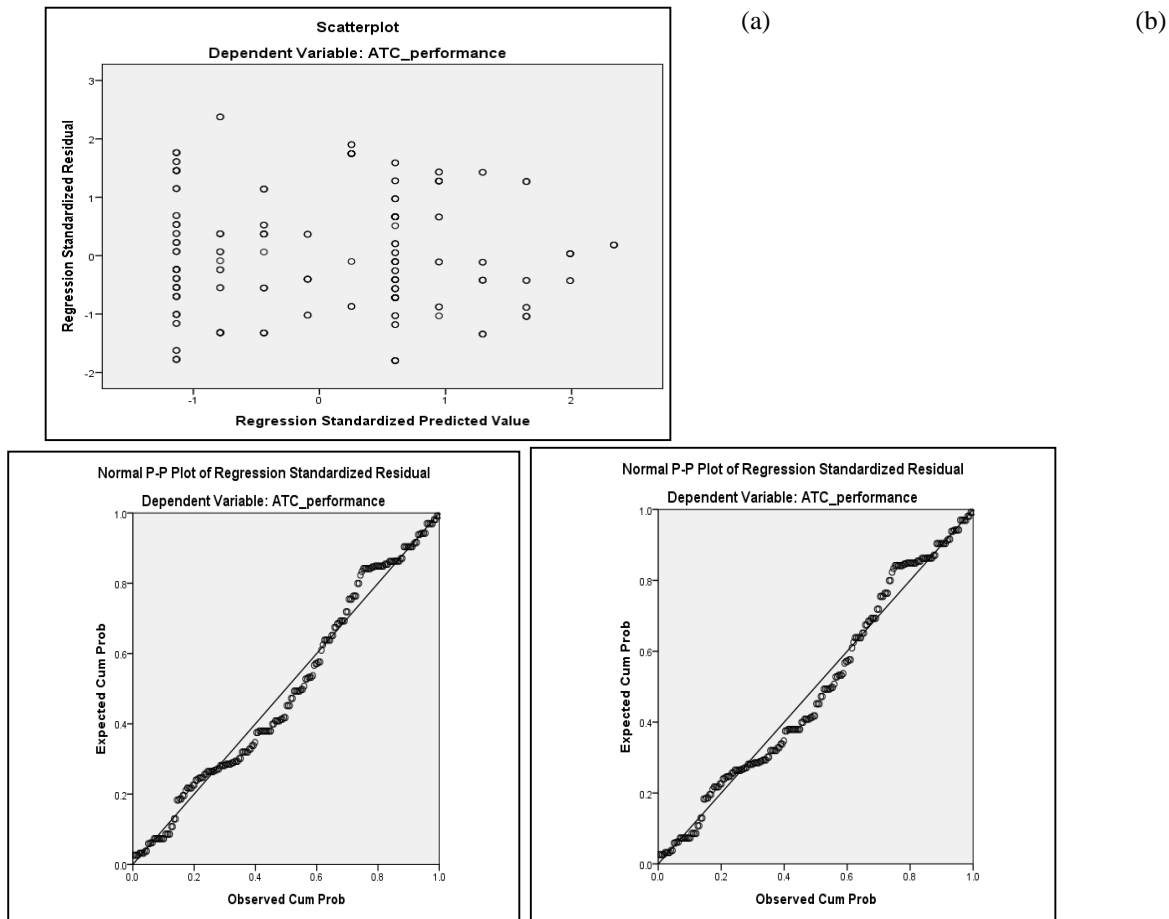 (a) (b)
Scatterplot
Dependent Variable: ATC_performance
3
2
1
0
-1
-2
Regression Standardized Residual
-1 0 1 2
Regression Standardized Predicted Value
Normal P-P Plot of Regression Standardized Residual
Dependent Variable: ATC_performance
1.0
0.8
0.6
0.4
0.2
0.0
Expected Cum Prob
0.0 0.2 0.4 0.6 0.8 1.0
Observed Cum Prob
Normal P-P Plot of Regression Standardized Residual
Dependent Variable: ATC_performance
1.0
0.8
0.6
0.4
0.2
0.0
Expected Cum Prob
0.0 0.2 0.4 0.6 0.8 1.0
Observed Cum Prob